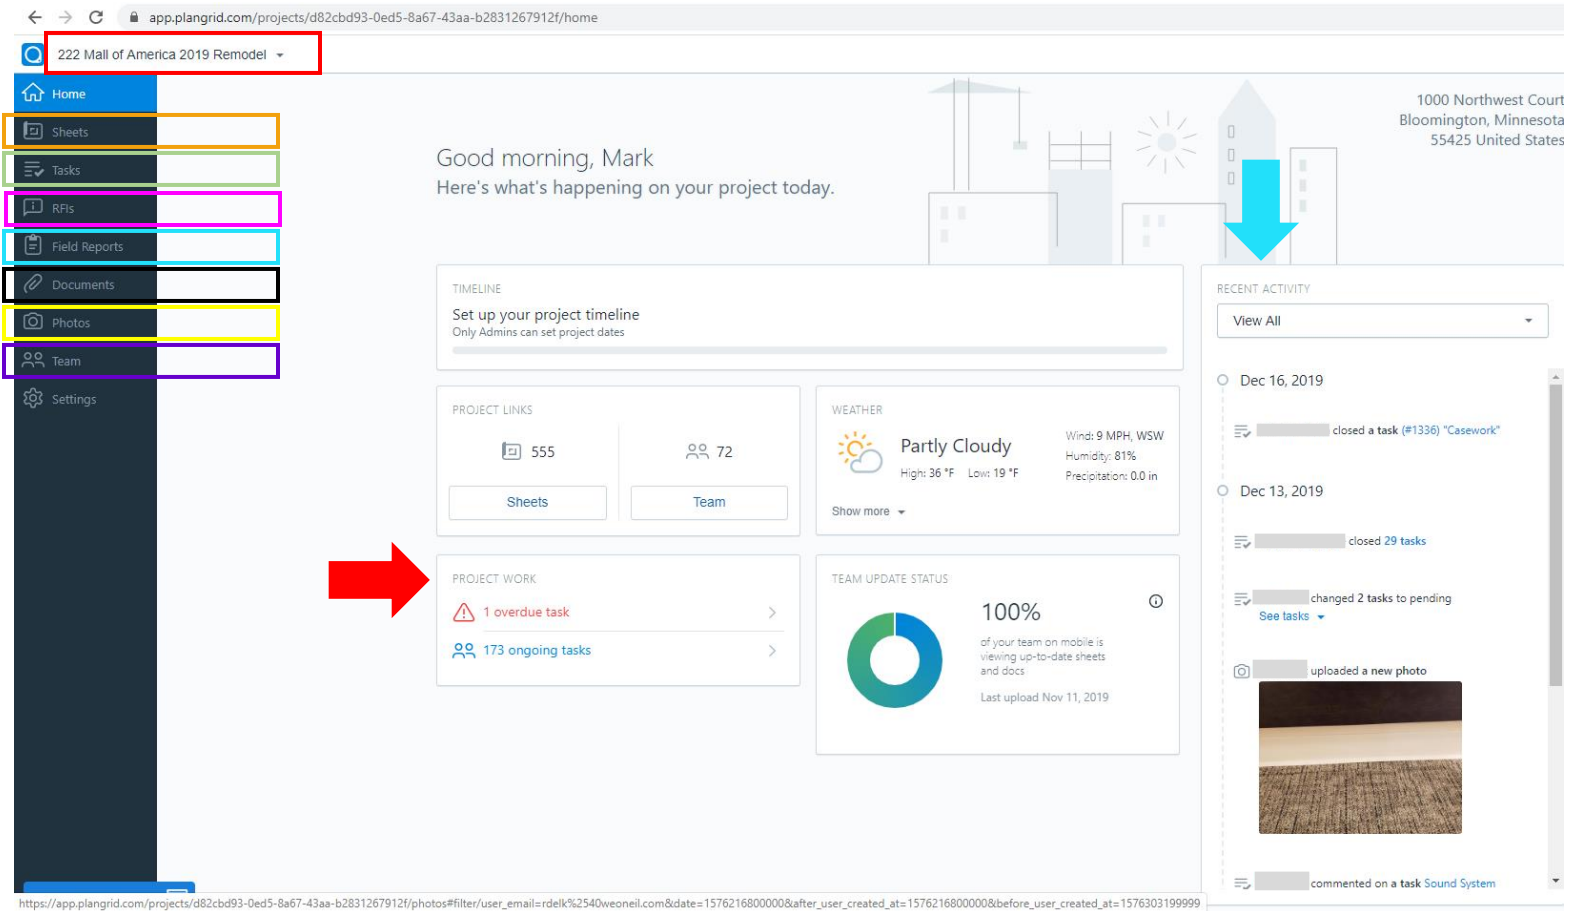 app.plangrid.com/projects/d82cbd93-0ed5-8a67-43aa-b2831267912f/home
222 Mall of America 2019 Remodel
Home
Sheets
Tasks
RFIs
Field Reports
Documents
Photos
Team
Settings
1000 Northwest Court
Bloomington, Minnesota
55425 United States
Good morning, Mark
Here's what's happening on your project today.
TIMELINE
Set up your project timeline
Only Admins can set project dates
PROJECT LINKS
555
72
Sheets
Team
WEATHER
Partly Cloudy
High: 36 °F Low: 19 °F
Wind: 9 MPH, WSW
Humidity: 81%
Precipitation: 0.0 in
Show more
PROJECT WORK
1 overdue task
173 ongoing tasks
TEAM UPDATE STATUS
100%
of your team on mobile is
viewing up-to-date sheets
and docs
Last upload Nov 11, 2019
RECENT ACTIVITY
View All
Dec 16, 2019
closed a task (#1336) "Casework"
Dec 13, 2019
closed 29 tasks
changed 2 tasks to pending
See tasks
uploaded a new photo
commented on a task Sound System
https://app.plangrid.com/projects/d82cbd93-0ed5-8a67-43aa-b2831267912f/photos#filter/user_email=rdelk%2540weoneil.com&date=1576216800000&after_user_created_at=1576216800000&before_user_created_at=1576303199999